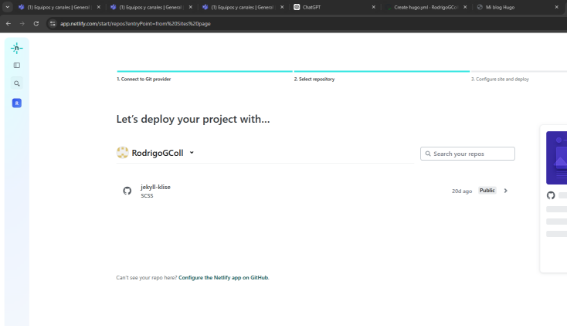 (1) Equipos y canales | General |
(1) Equipos y canales | General |
(1) Equipos y canales | General |
ChatGPT
Create hugo.yml · RodrigoGColl
Mi blog Hugo
app.netlify.com/start/repos?entryPoint=from%20Sites%20page
1. Connect to Git provider
2. Select repository
3. Configure site and deploy
Let's deploy your project with...
RodrigoGColl
Search your repos
jekyll-klise
SCSS
20d ago
Public
Can't see your repo here? Configure the Netlify app on GitHub.
R